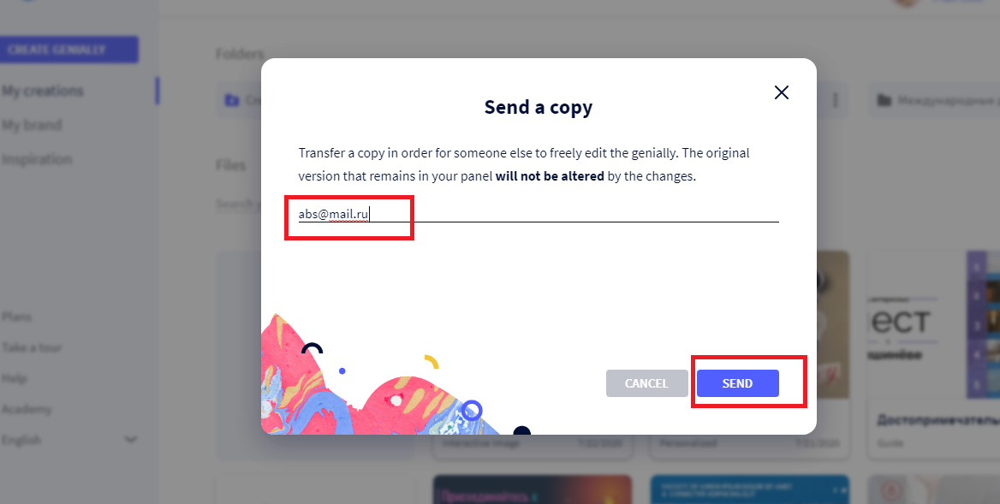 CREATE GENIALLY
My creations
My brand
Inspiration
Plans
Take a tour
Help
Academy
English
Folders
Международные
Files
Send a copy
Transfer a copy in order for someone else to freely edit the genially. The original
version that remains in your panel will not be altered by the changes.
abs@mail.ru
CANCEL
SEND
ест
Interactive image
7/22/2020
Personalized
7/21/2020
Достопримечатель
Guide
Присоединяйтесь к